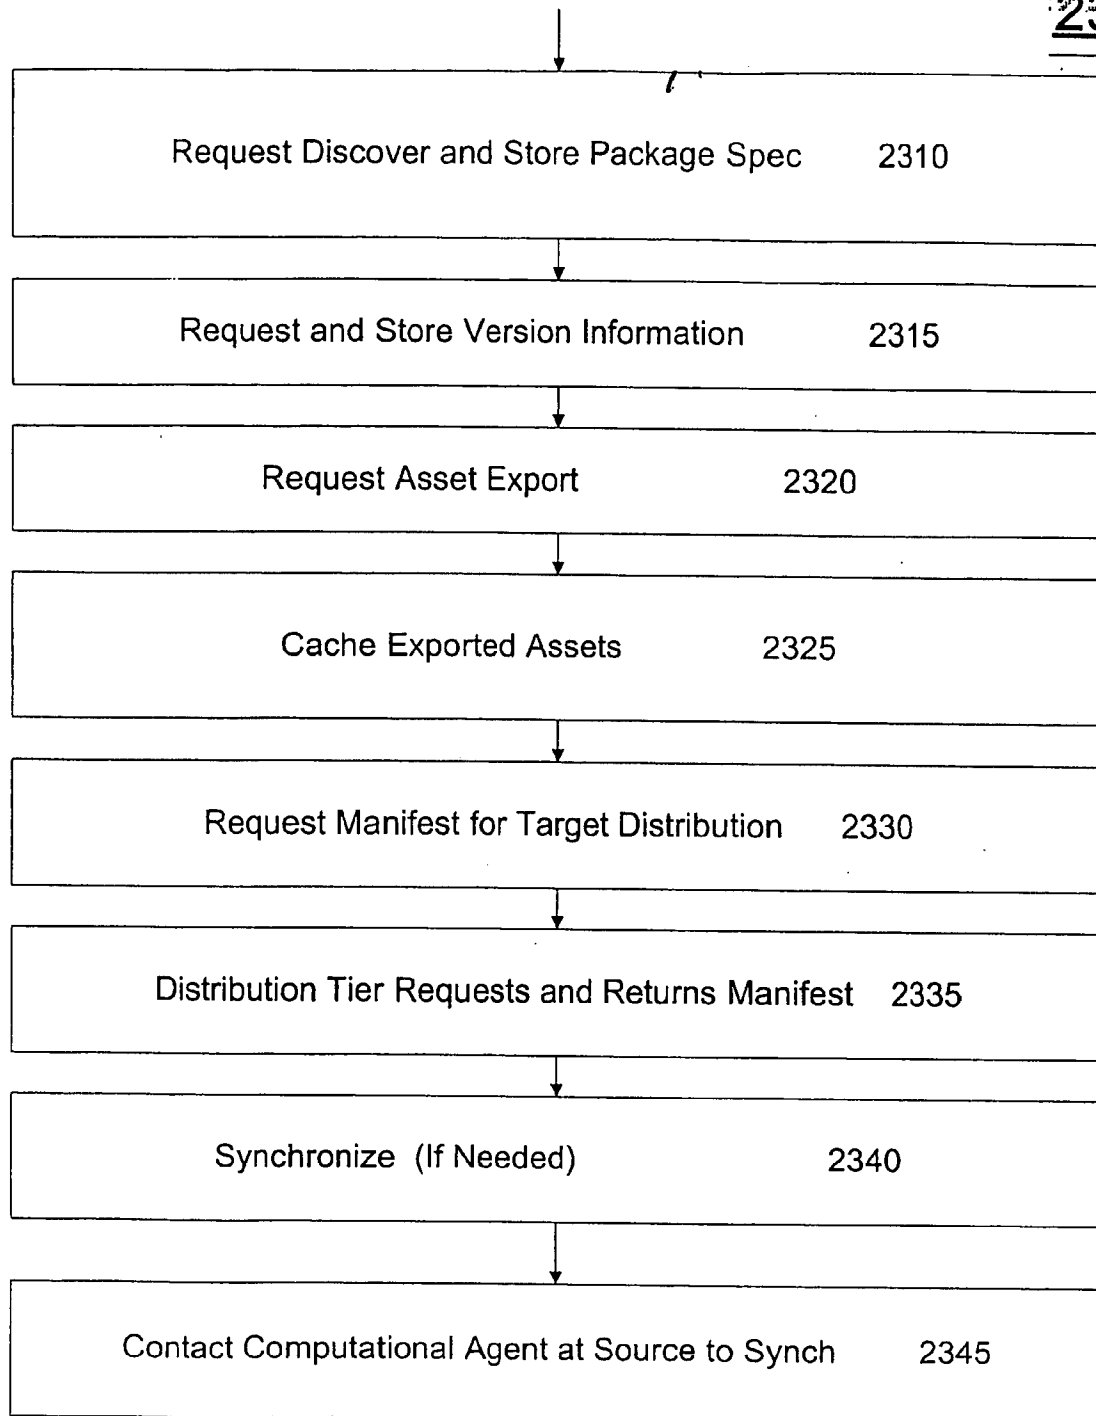 Request Discover and Store Package Spec 2310
Request and Store Version Information 2315
Request Asset Export 2320
Cache Exported Assets 2325
Request Manifest for Target Distribution 2330
Distribution Tier Requests and Returns Manifest 2335
Synchronize (If Needed) 2340
Contact Computational Agent at Source to Synch 2345